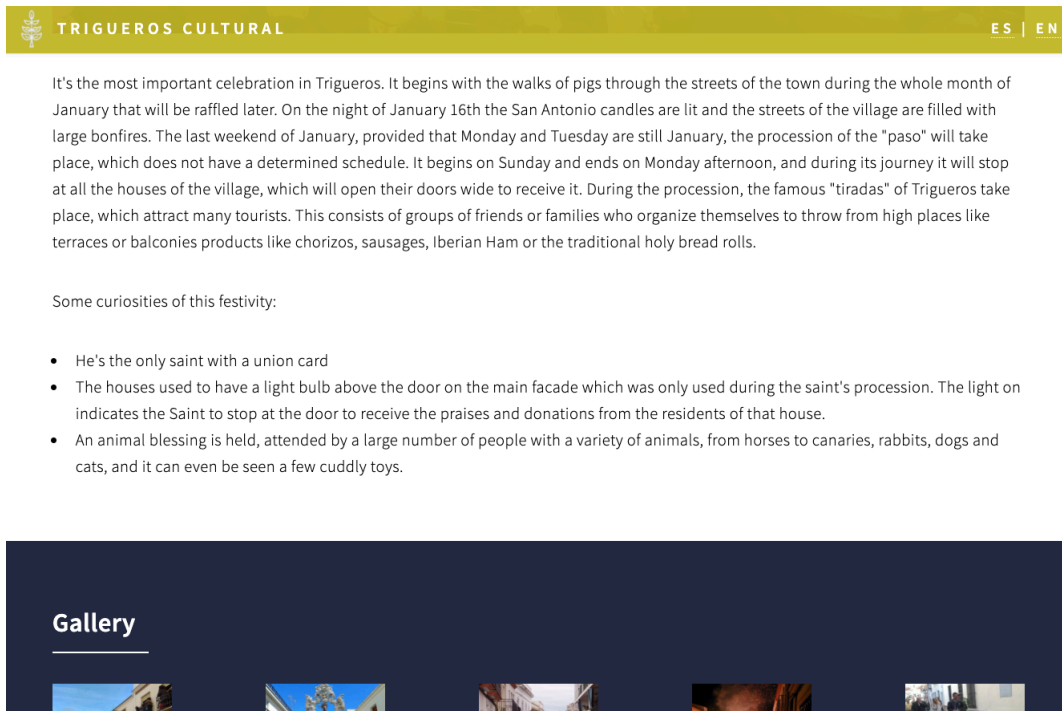 TRIGUEROS CULTURAL
ES | EN
It's the most important celebration in Trigueros. It begins with the walks of pigs through the streets of the town during the whole month of
January that will be raffled later. On the night of January 16th the San Antonio candles are lit and the streets of the village are filled with
large bonfires. The last weekend of January, provided that Monday and Tuesday are still January, the procession of the "paso" will take
place, which does not have a determined schedule. It begins on Sunday and ends on Monday afternoon, and during its journey it will stop
at all the houses of the village, which will open their doors wide to receive it. During the procession, the famous "tiradas" of Trigueros take
place, which attract many tourists. This consists of groups of friends or families who organize themselves to throw from high places like
terraces or balconies products like chorizos, sausages, Iberian Ham or the traditional holy bread rolls.
Some curiosities of this festivity:
• He's the only saint with a union card
• The houses used to have a light bulb above the door on the main facade which was only used during the saint's procession. The light on
indicates the Saint to stop at the door to receive the praises and donations from the residents of that house.
• An animal blessing is held, attended by a large number of people with a variety of animals, from horses to canaries, rabbits, dogs and
cats, and it can even be seen a few cuddly toys.
Gallery